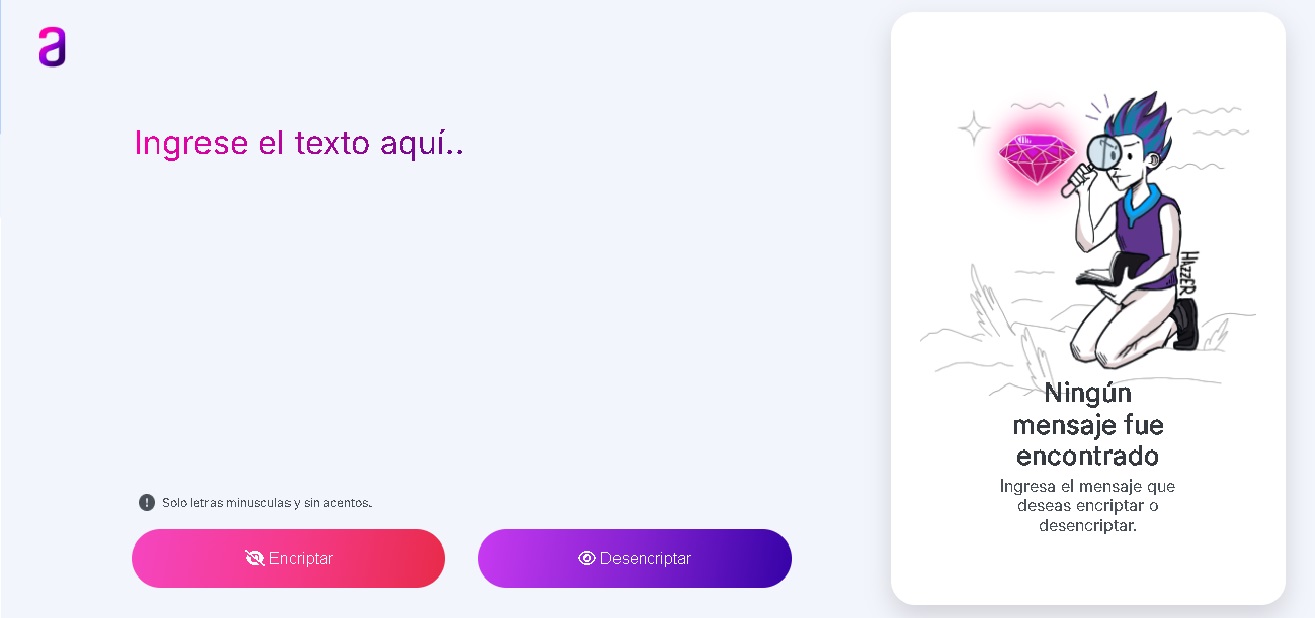 a
Ingrese el texto aquí..
HAZZER
Ningún
mensaje fue
encontrado
Ingresa el mensaje que
deseas encriptar o
desencriptar.
Solo letras minusculas y sin acentos.
Encriptar
Desencriptar